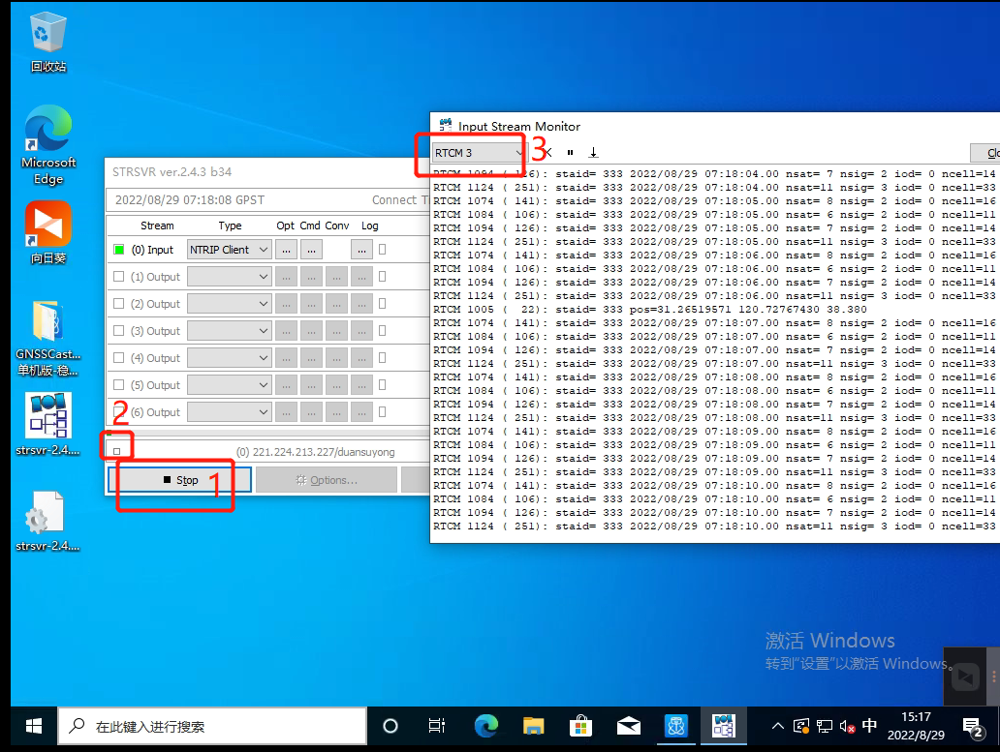 回收站
Microsoft
Edge
向日葵
GNSSCast...
单机版-稳...
strsvr-2.4....
strsvr-2.4....
STRSVR ver.2.4.3 b34
2022/08/29 07:18:08 GPST
Connect T
Stream Type Opt Cmd Conv Log
(0) Input NTRIP Client ... ... ...
(1) Output ... ... ... ...
(2) Output ... ... ... ...
(3) Output ... ... ... ...
(4) Output ... ... ... ...
(5) Output ... ... ... ...
(6) Output ... ... ... ...
2
(0) 221.224.213.227/duansuyong
Stop 1 Options...
Input Stream Monitor
RTCM 3 3 Clo
RTCM 1094 ( 126): staid= 333 2022/08/29 07:18:04.00 nsat= 7 nsig= 2 iod= 0 ncell=14
RTCM 1124 ( 251): staid= 333 2022/08/29 07:18:04.00 nsat=11 nsig= 3 iod= 0 ncell=33
RTCM 1074 ( 141): staid= 333 2022/08/29 07:18:05.00 nsat= 8 nsig= 2 iod= 0 ncell=16
RTCM 1084 ( 106): staid= 333 2022/08/29 07:18:05.00 nsat= 6 nsig= 2 iod= 0 ncell=11
RTCM 1094 ( 126): staid= 333 2022/08/29 07:18:05.00 nsat= 7 nsig= 2 iod= 0 ncell=14
RTCM 1124 ( 251): staid= 333 2022/08/29 07:18:05.00 nsat=11 nsig= 3 iod= 0 ncell=33
RTCM 1074 ( 141): staid= 333 2022/08/29 07:18:06.00 nsat= 8 nsig= 2 iod= 0 ncell=16
RTCM 1084 ( 106): staid= 333 2022/08/29 07:18:06.00 nsat= 6 nsig= 2 iod= 0 ncell=11
RTCM 1094 ( 126): staid= 333 2022/08/29 07:18:06.00 nsat= 7 nsig= 2 iod= 0 ncell=14
RTCM 1124 ( 251): staid= 333 2022/08/29 07:18:06.00 nsat=11 nsig= 3 iod= 0 ncell=33
RTCM 1005 ( 22): staid= 333 pos=31.26519571 120.72767430 38.380
RTCM 1074 ( 141): staid= 333 2022/08/29 07:18:07.00 nsat= 8 nsig= 2 iod= 0 ncell=16
RTCM 1084 ( 106): staid= 333 2022/08/29 07:18:07.00 nsat= 6 nsig= 2 iod= 0 ncell=11
RTCM 1094 ( 126): staid= 333 2022/08/29 07:18:07.00 nsat= 7 nsig= 2 iod= 0 ncell=14
RTCM 1124 ( 251): staid= 333 2022/08/29 07:18:07.00 nsat=11 nsig= 3 iod= 0 ncell=33
RTCM 1074 ( 141): staid= 333 2022/08/29 07:18:08.00 nsat= 8 nsig= 2 iod= 0 ncell=16
RTCM 1084 ( 106): staid= 333 2022/08/29 07:18:08.00 nsat= 6 nsig= 2 iod= 0 ncell=11
RTCM 1094 ( 126): staid= 333 2022/08/29 07:18:08.00 nsat= 7 nsig= 2 iod= 0 ncell=14
RTCM 1124 ( 251): staid= 333 2022/08/29 07:18:08.00 nsat=11 nsig= 3 iod= 0 ncell=33
RTCM 1074 ( 141): staid= 333 2022/08/29 07:18:09.00 nsat= 8 nsig= 2 iod= 0 ncell=16
RTCM 1084 ( 106): staid= 333 2022/08/29 07:18:09.00 nsat= 6 nsig= 2 iod= 0 ncell=11
RTCM 1094 ( 126): staid= 333 2022/08/29 07:18:09.00 nsat= 7 nsig= 2 iod= 0 ncell=14
RTCM 1124 ( 251): staid= 333 2022/08/29 07:18:09.00 nsat=11 nsig= 3 iod= 0 ncell=33
RTCM 1074 ( 141): staid= 333 2022/08/29 07:18:10.00 nsat= 8 nsig= 2 iod= 0 ncell=16
RTCM 1084 ( 106): staid= 333 2022/08/29 07:18:10.00 nsat= 6 nsig= 2 iod= 0 ncell=11
RTCM 1094 ( 126): staid= 333 2022/08/29 07:18:10.00 nsat= 7 nsig= 2 iod= 0 ncell=14
RTCM 1124 ( 251): staid= 333 2022/08/29 07:18:10.00 nsat=11 nsig= 3 iod= 0 ncell=33
激活 Windows
转到"设置"以激活 Windows。
在此键入进行搜索
中
15:17
2022/8/29
2